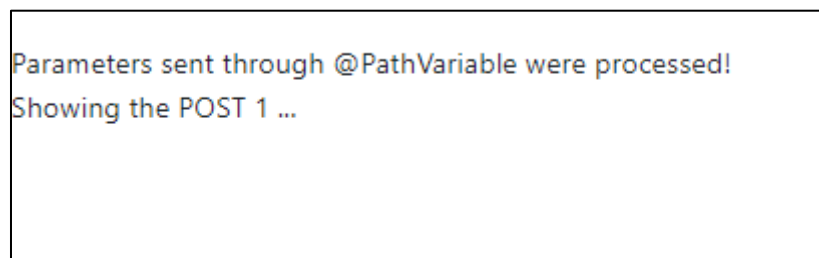 Parameters sent through @PathVariable were processed!
Showing the POST 1 ...